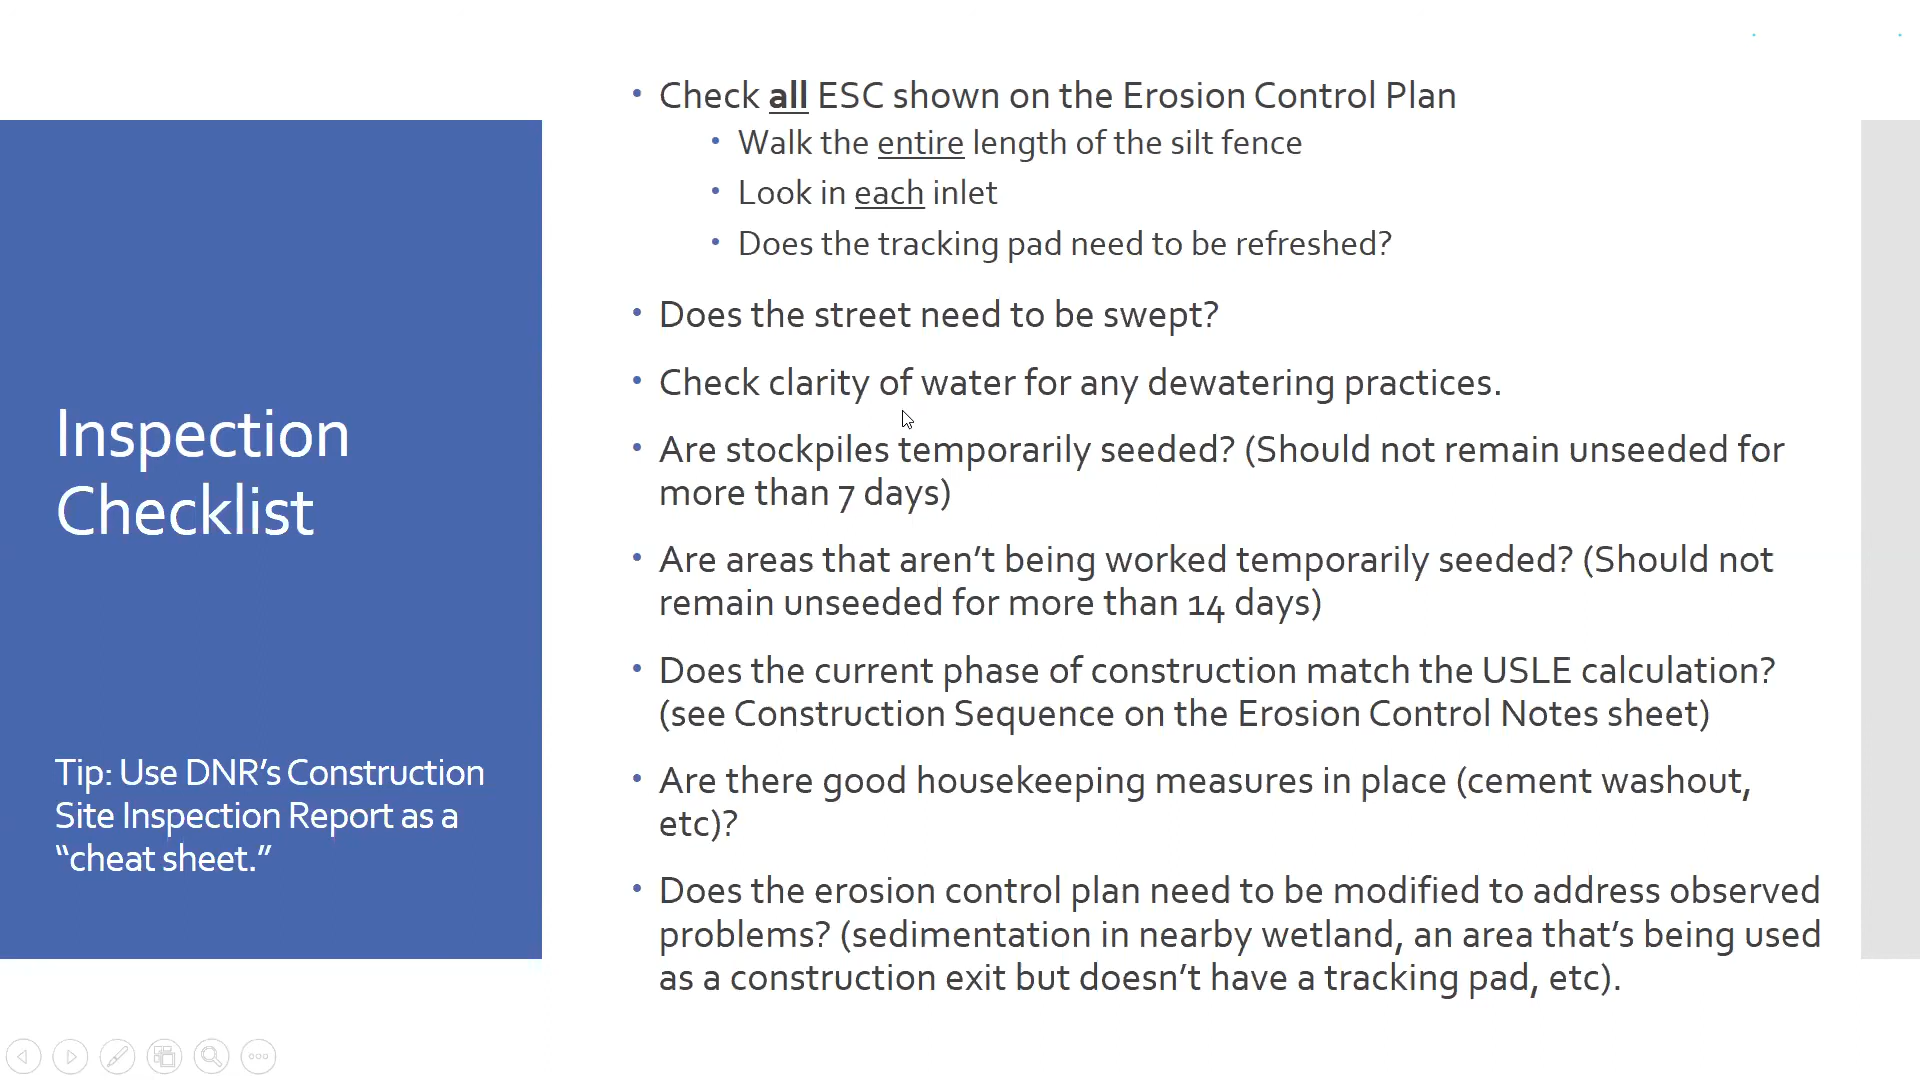 Inspection
Checklist
Tip: Use DNR’s Construction
Site Inspection Report as a
“cheat sheet.”
• Check all ESC shown on the Erosion Control Plan
• Walk the entire length of the silt fence
• Look in each inlet
• Does the tracking pad need to be refreshed?
• Does the street need to be swept?
• Check clarity of water for any dewatering practices.
• Are stockpiles temporarily seeded? (Should not remain unseeded for
more than 7 days)
• Are areas that aren’t being worked temporarily seeded? (Should not
remain unseeded for more than 14 days)
• Does the current phase of construction match the USLE calculation?
(see Construction Sequence on the Erosion Control Notes sheet)
• Are there good housekeeping measures in place (cement washout,
etc)?
• Does the erosion control plan need to be modified to address observed
problems? (sedimentation in nearby wetland, an area that’s being used
as a construction exit but doesn’t have a tracking pad, etc).